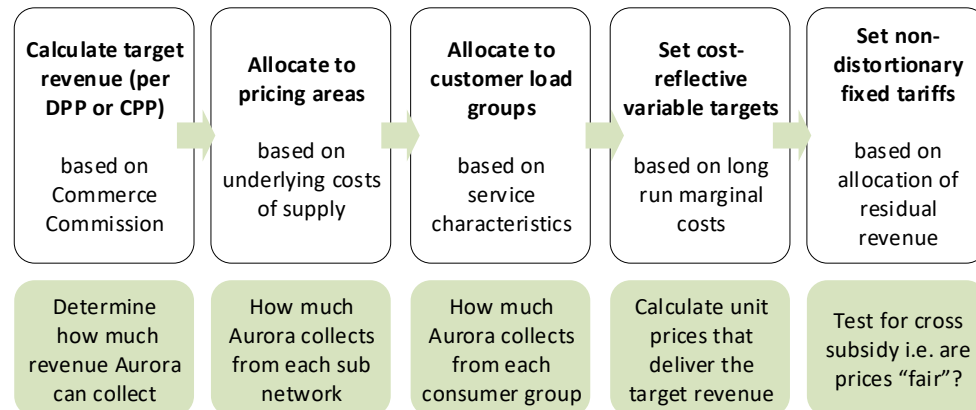 Calculate target
revenue (per
DPP or CPP)
based on
Commerce
Commission
Allocate to
pricing areas
based on
underlying costs
of supply
Allocate to
customer load
groups
based on
service
characteristics
Set cost-
reflective
variable targets
based on long
run marginal
costs
Set non-
distortionary
fixed tariffs
based on
allocation of
residual
revenue
Determine
how much
revenue Aurora
can collect
How much
Aurora collects
from each sub
network
How much
Aurora collects
from each
consumer group
Calculate unit
prices that
deliver the
target revenue
Test for cross
subsidy i.e. are
prices “fair”?